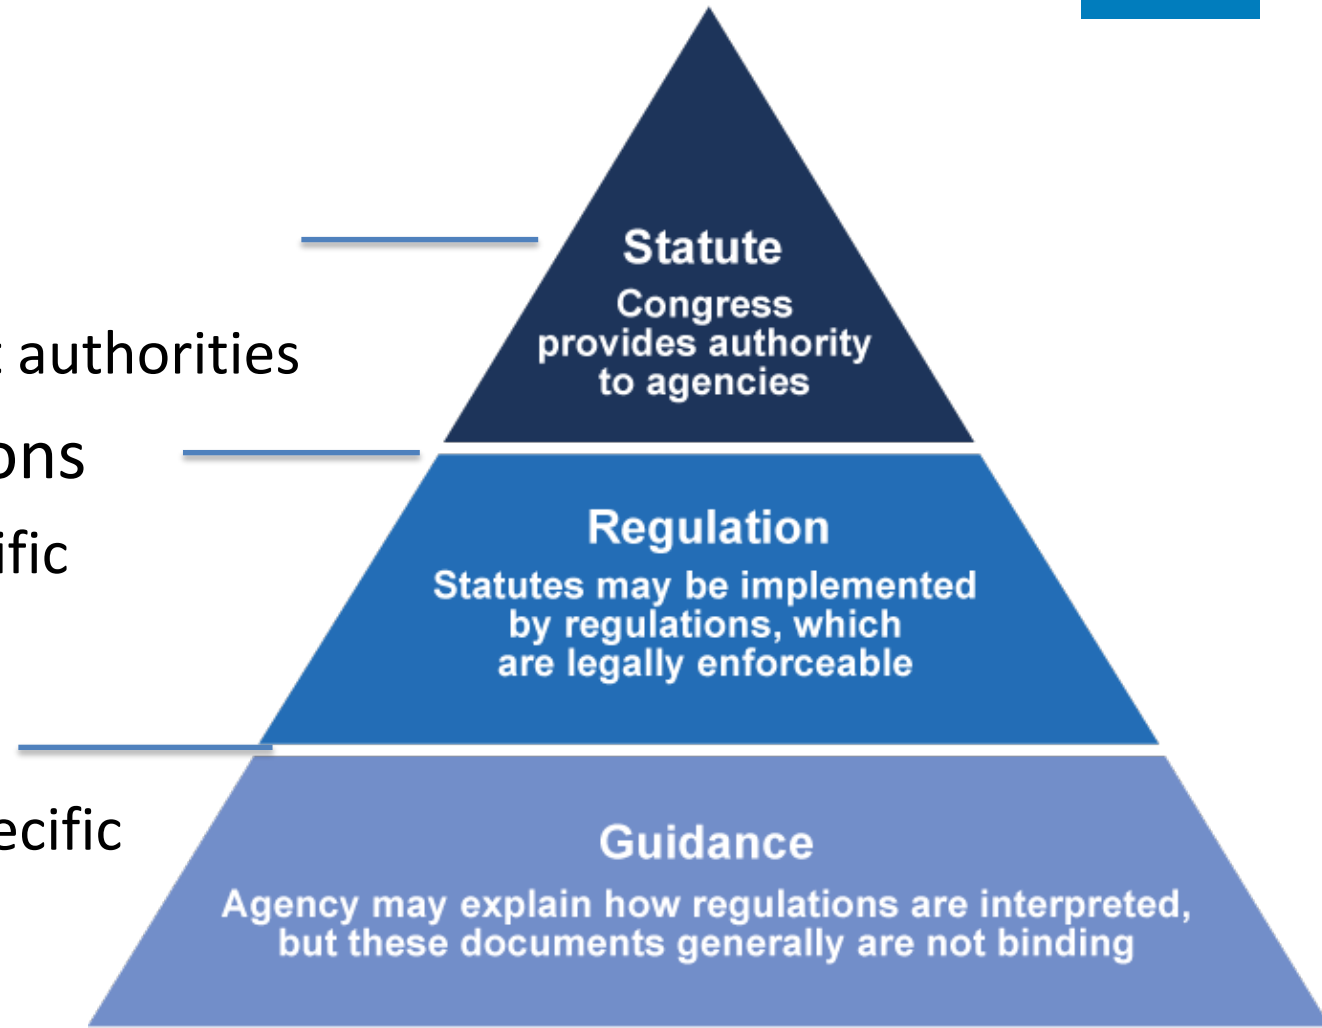 Statute
Congress
provides authority
to agencies
authorities
ons
Regulation
ific
Statutes may be implemented
by regulations, which
are legally enforceable
ecific
Guidance
Agency may explain how regulations are interpreted,
but these documents generally are not binding